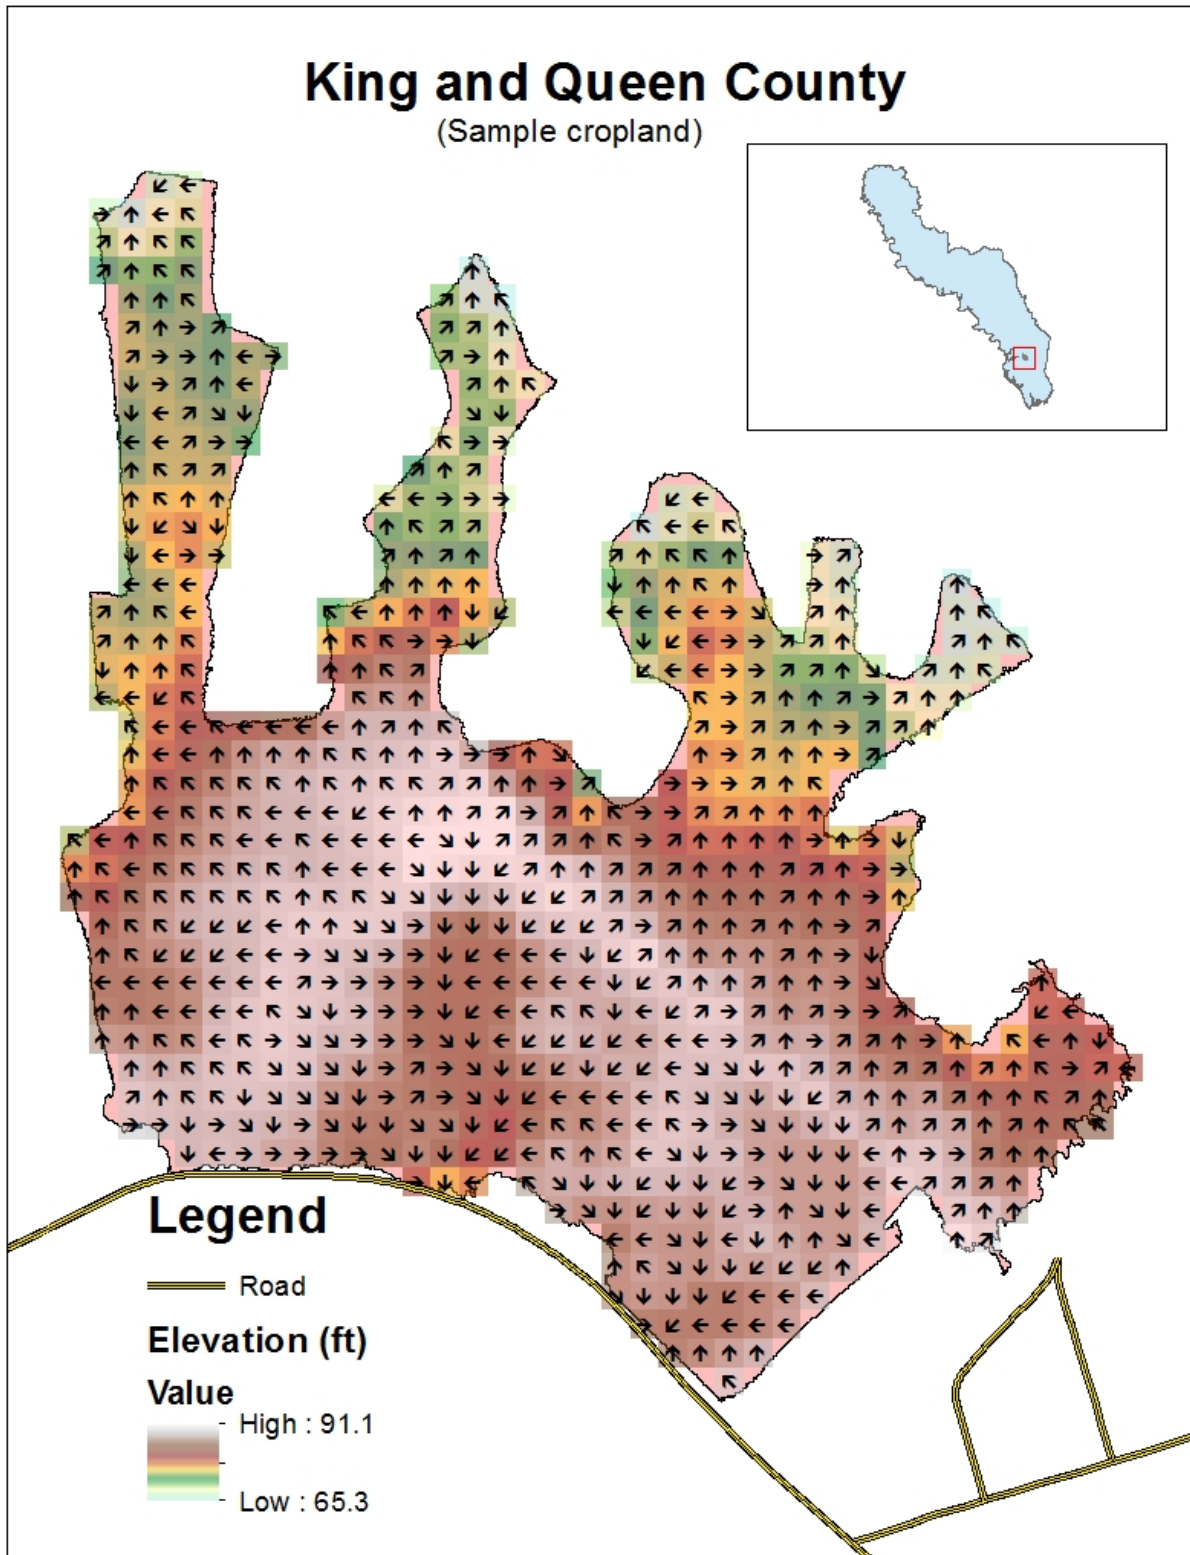 King and Queen County
(Sample cropland)
Legend
Road
Elevation (ft)
Value
High : 91.1
Low : 65.3